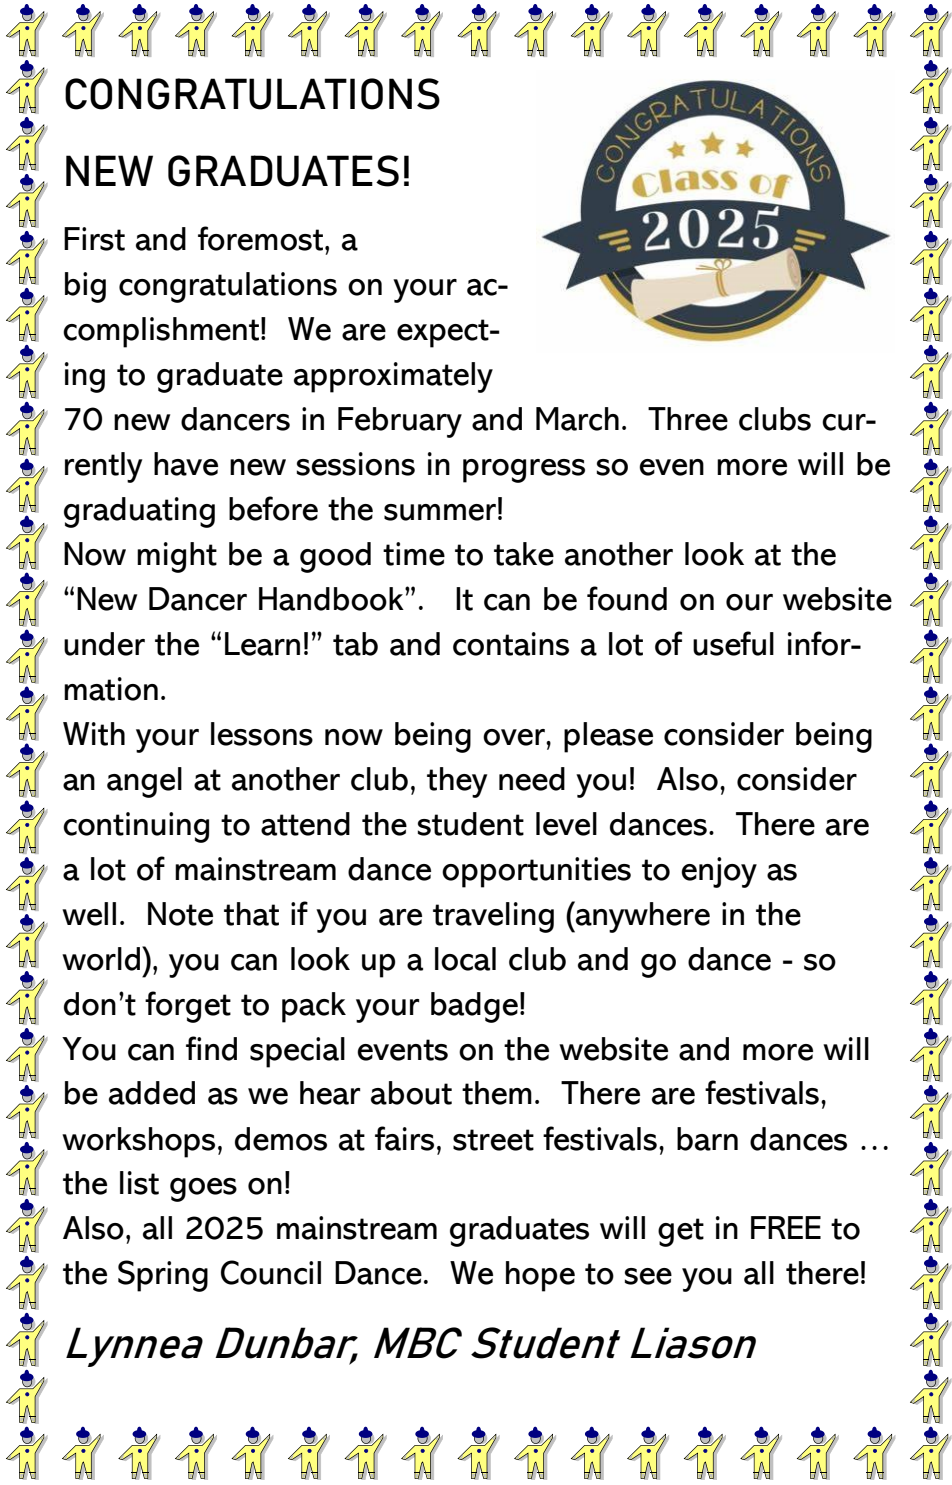 CONGRATULATIONS
NEW GRADUATES!
CONGRATULATIONS
Class of
2025
First and foremost, a
big congratulations on your ac-
complishment!  We are expect-
ing to graduate approximately
70 new dancers in February and March.  Three clubs cur-
rently have new sessions in progress so even more will be
graduating before the summer!
Now might be a good time to take another look at the
“New Dancer Handbook”.   It can be found on our website
under the “Learn!” tab and contains a lot of useful infor-
mation.
With your lessons now being over, please consider being
an angel at another club, they need you!  Also, consider
continuing to attend the student level dances.  There are
a lot of mainstream dance opportunities to enjoy as
well.  Note that if you are traveling (anywhere in the
world), you can look up a local club and go dance - so
don’t forget to pack your badge!
You can find special events on the website and more will
be added as we hear about them.  There are festivals,
workshops, demos at fairs, street festivals, barn dances …
the list goes on!
Also, all 2025 mainstream graduates will get in FREE to
the Spring Council Dance.  We hope to see you all there!
Lynnea Dunbar, MBC Student Liason